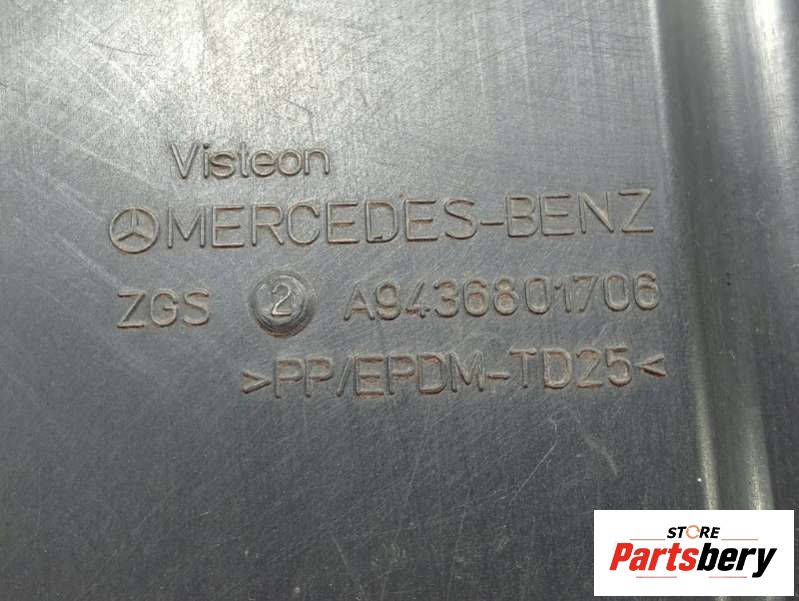 Visteon
MERCEDES-BENZ
ZGS 2 A9436801706
>PP/EPDM-TD25<
STORE
Partsbery